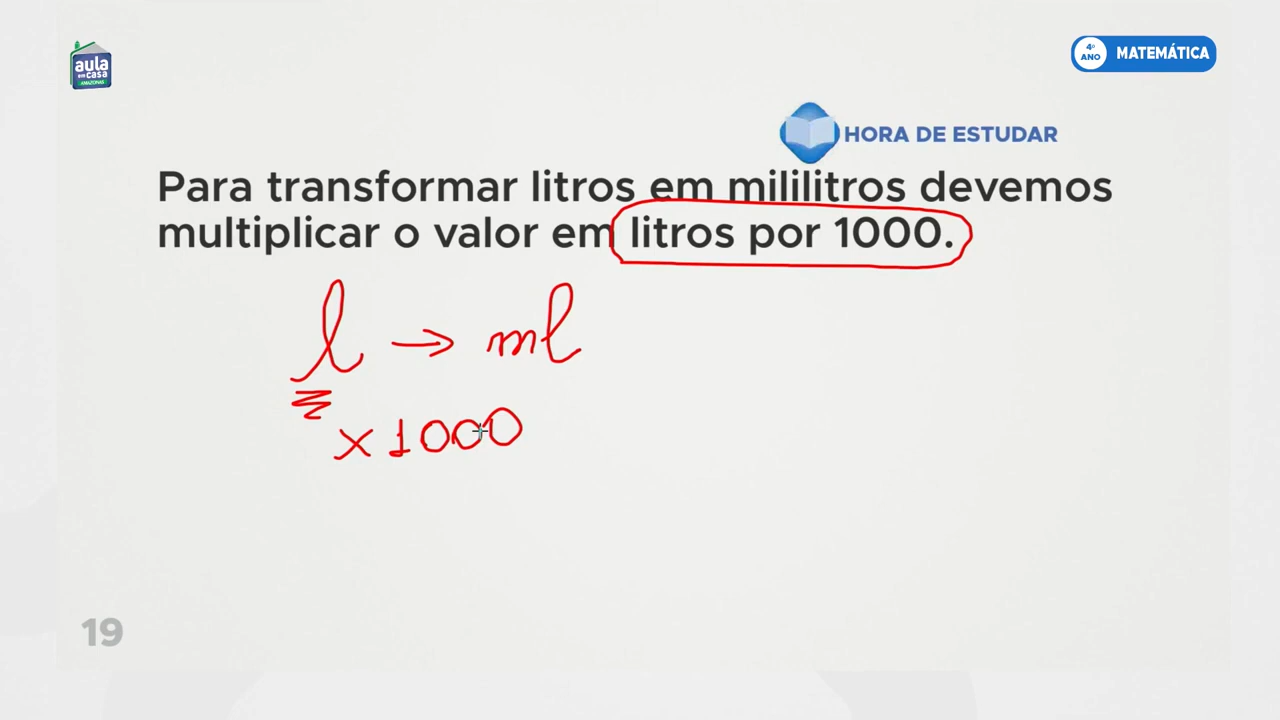 aula
em casa
AMAZONAS
4º
ANO
MATEMÁTICA
HORA DE ESTUDAR
Para transformar litros em mililitros devemos
multiplicar o valor em litros por 1000.
l → ml
x 1000
19